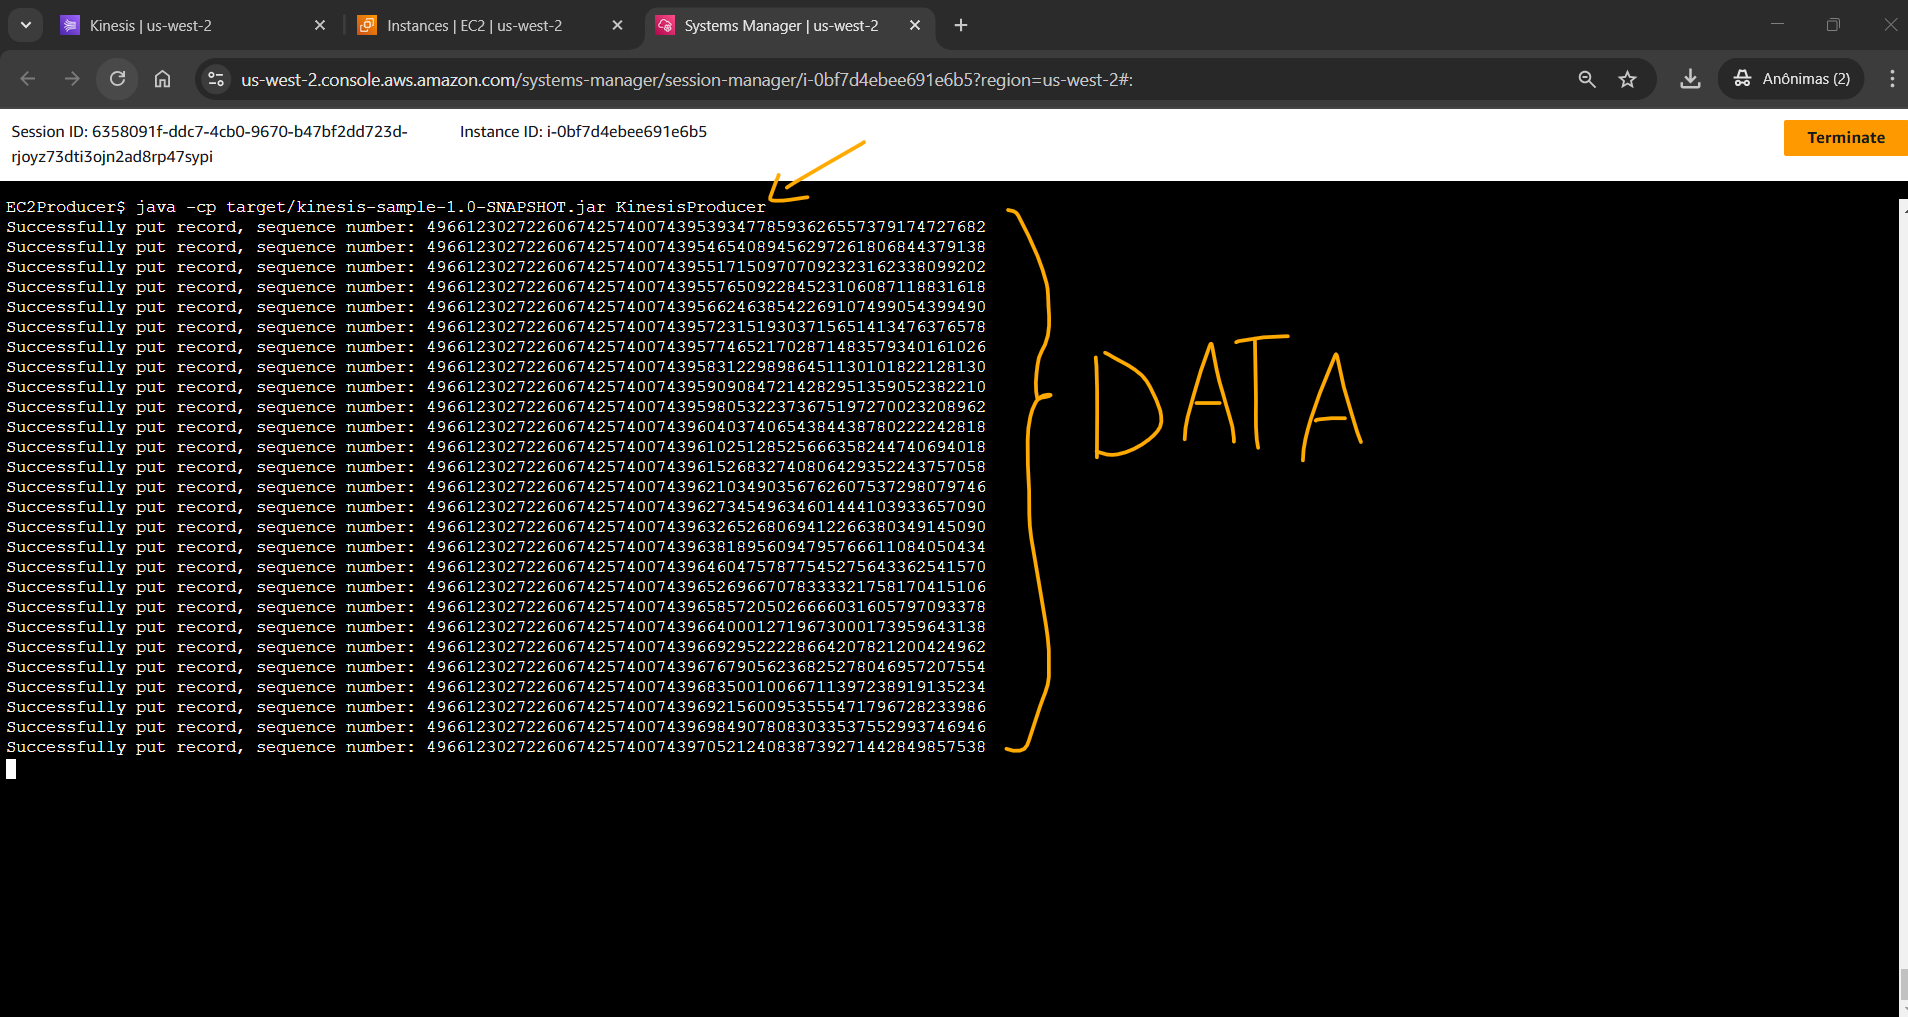 Kinesis | us-west-2
Instances | EC2 | us-west-2
Systems Manager | us-west-2
us-west-2.console.aws.amazon.com/systems-manager/session-manager/i-0bf7d4ebee691e6b5?region=us-west-2#:
Anônimas (2)
Session ID: 6358091f-ddc7-4cb0-9670-b47bf2dd723d-
rjoyz73dti3ojn2ad8rp47sypi
Instance ID: i-0bf7d4ebee691e6b5
Terminate
EC2Producer$ java -cp target/kinesis-sample-1.0-SNAPSHOT.jar KinesisProducer
Successfully put record, sequence number: 49661230272260674257400743953934778593626557379174727682
Successfully put record, sequence number: 49661230272260674257400743954654089456297261806844379138
Successfully put record, sequence number: 49661230272260674257400743955171509707092323162338099202
Successfully put record, sequence number: 49661230272260674257400743955765092284523106087118831618
Successfully put record, sequence number: 49661230272260674257400743956624638542269107499054399490
Successfully put record, sequence number: 49661230272260674257400743957231519303715651413476376578
Successfully put record, sequence number: 49661230272260674257400743957746521702871483579340161026
Successfully put record, sequence number: 49661230272260674257400743958312298986451130101822128130
Successfully put record, sequence number: 49661230272260674257400743959090847214282951359052382210
Successfully put record, sequence number: 49661230272260674257400743959805322373675197270023208962
Successfully put record, sequence number: 49661230272260674257400743960403740654384438780222242818
Successfully put record, sequence number: 49661230272260674257400743961025128525666358244740694018
Successfully put record, sequence number: 49661230272260674257400743961526832740806429352243757058
Successfully put record, sequence number: 49661230272260674257400743962103490356762607537298079746
Successfully put record, sequence number: 49661230272260674257400743962734549634601444103933657090
Successfully put record, sequence number: 49661230272260674257400743963265268069412266380349145090
Successfully put record, sequence number: 49661230272260674257400743963818956094795766611084050434
Successfully put record, sequence number: 49661230272260674257400743964604757877545275643362541570
Successfully put record, sequence number: 49661230272260674257400743965269667078333321758170415106
Successfully put record, sequence number: 49661230272260674257400743965857205026666031605797093378
Successfully put record, sequence number: 49661230272260674257400743966400012719673000173959643138
Successfully put record, sequence number: 49661230272260674257400743966929522228664207821200424962
Successfully put record, sequence number: 49661230272260674257400743967679056236825278046957207554
Successfully put record, sequence number: 49661230272260674257400743968350010066711397238919135234
Successfully put record, sequence number: 49661230272260674257400743969215600953555471796728233986
Successfully put record, sequence number: 49661230272260674257400743969849078083033537552993746946
Successfully put record, sequence number: 49661230272260674257400743970521240838739271442849857538
DATA